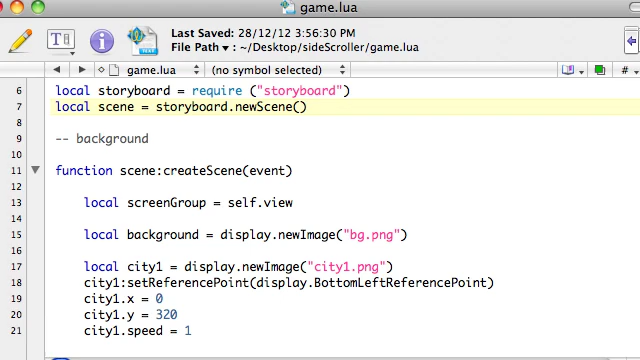 game.lua
Last Saved: 28/12/12 3:56:30 PM
File Path ▾ : ~/Desktop/sideScroller/game.lua
game.lua (no symbol selected) #
6 local storyboard = require ("storyboard")
7 local scene = storyboard.newScene()
8
9 -- background
10
11 function scene:createScene(event)
12
13 local screenGroup = self.view
14
15 local background = display.newImage("bg.png")
16
17 local city1 = display.newImage("city1.png")
18 city1:setReferencePoint(display.BottomLeftReferencePoint)
19 city1.x = 0
20 city1.y = 320
21 city1.speed = 1